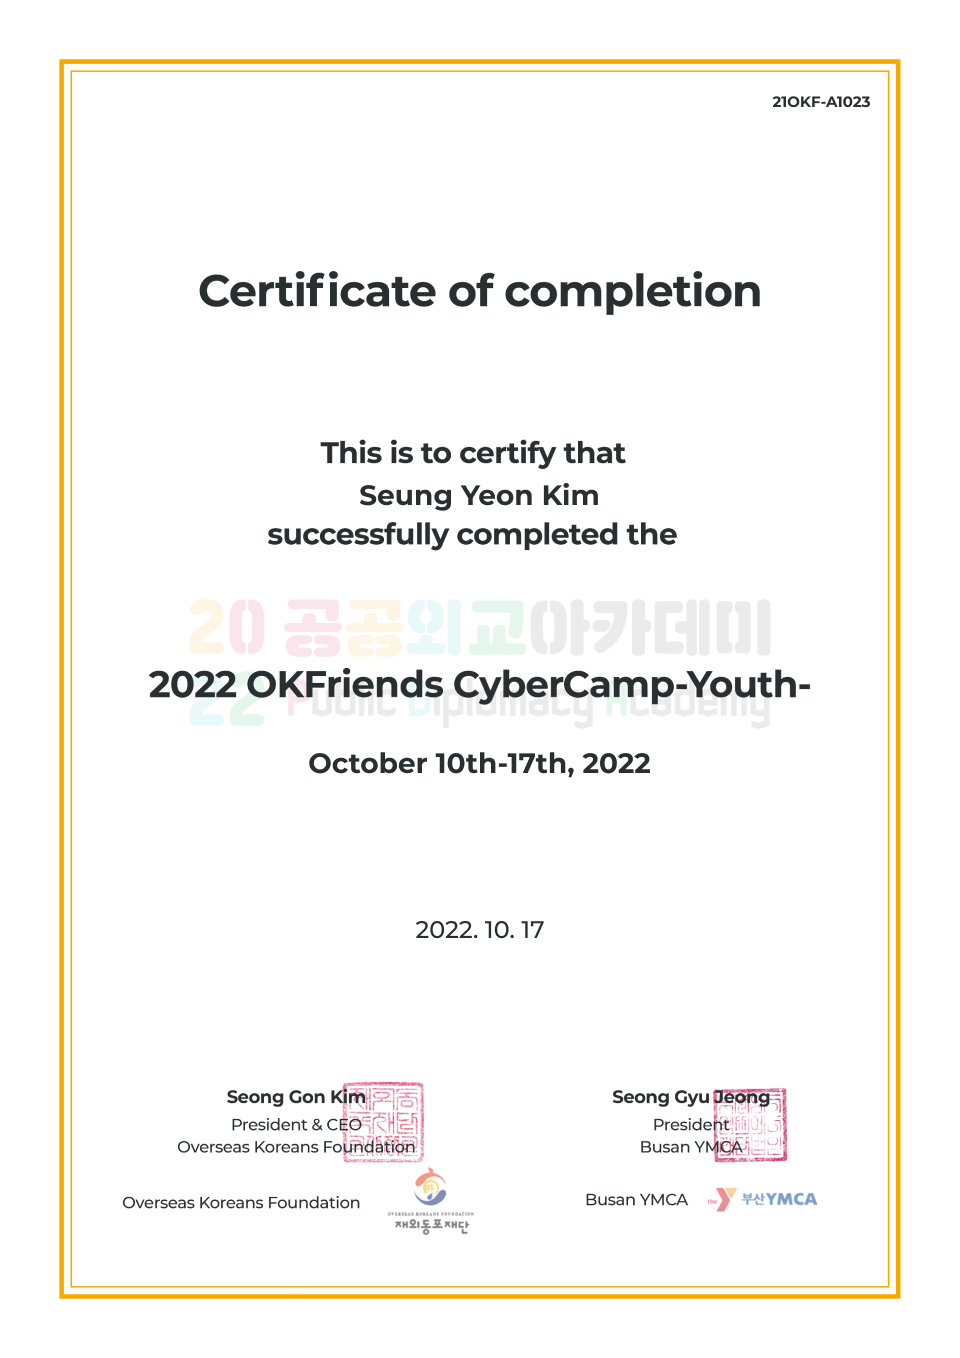 21OKF-A1023
Certificate of completion
This is to certify that
Seung Yeon Kim
successfully completed the
20 공공외교아카데미
2022 OKFriends CyberCamp-Youth-
22 Public Diplomacy Academy
October 10th-17th, 2022
2022. 10. 17
Seong Gon Kim
President & CEO
Overseas Koreans Foundation
Overseas Koreans Foundation
OVERSEAS KOREANS FOUNDATION
재외동포재단
Seong Gyu Jeong
President
Busan YMCA
Busan YMCA
the Y 부산YMCA